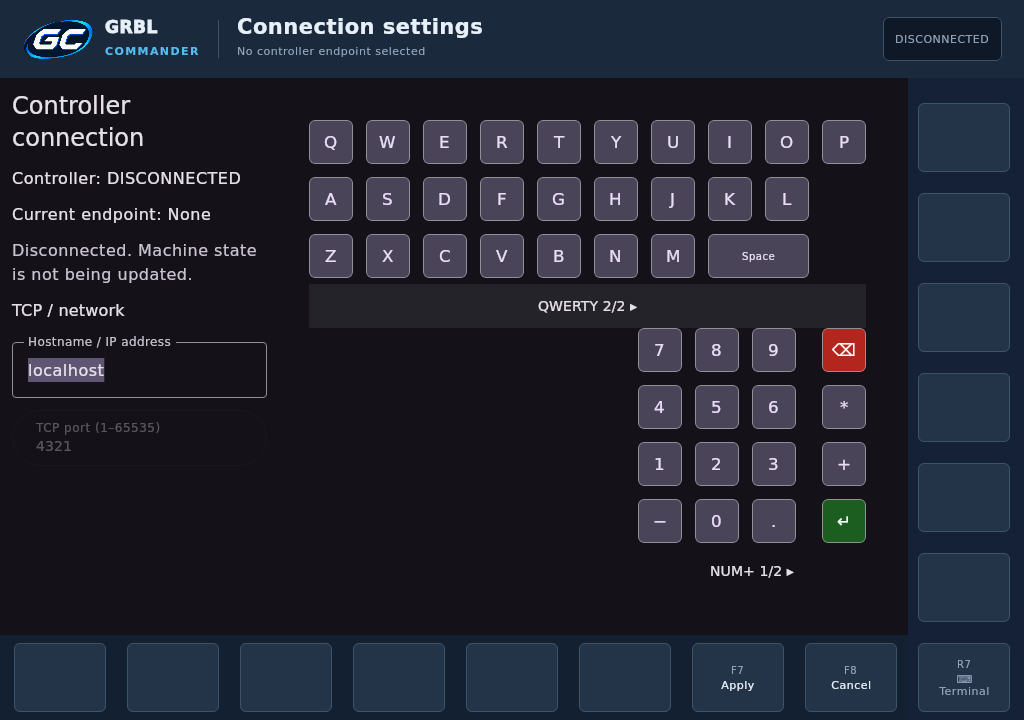 GC
GRBL
COMMANDER
Connection settings
No controller endpoint selected
DISCONNECTED
Controller
connection
Controller: DISCONNECTED
Current endpoint: None
Disconnected. Machine state
is not being updated.
TCP / network
Hostname / IP address
localhost
TCP port (1–65535)
4321
Q W E R T Y U I O P
A S D F G H J K L
Z X C V B N M Space
QWERTY 2/2 ▸
7 8 9 ⌫
4 5 6 *
1 2 3 +
− 0 . ↵
NUM+ 1/2 ▸
F7
Apply
F8
Cancel
R7
⌨
Terminal